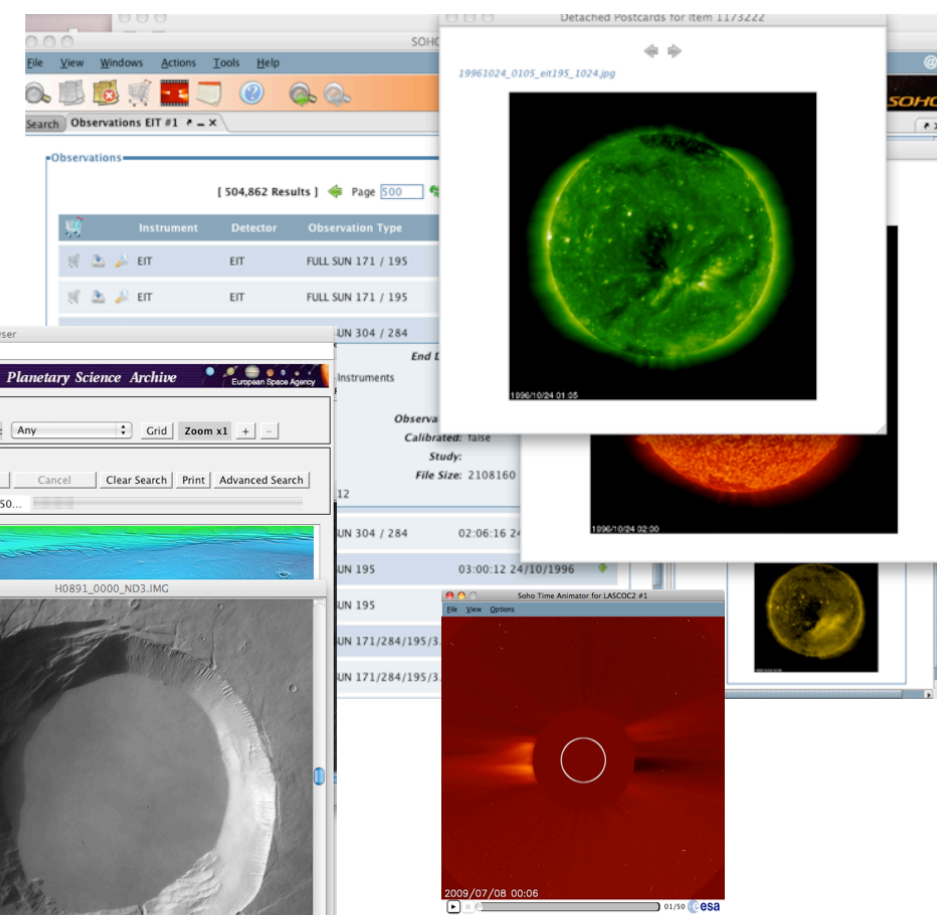 Detached Postcards for Item 1173222
SOHO
File View Windows Actions Tools Help
19961024_0105_eit195_1024.jpg
SOHO
Search Observations EIT #1
Observations
[ 504,862 Results ] Page 500
Instrument Detector Observation Type
EIT EIT FULL SUN 171 / 195
EIT EIT FULL SUN 171 / 195
UN 304 / 284
End
Instruments
Planetary Science Archive
European Space Agency
1996/10/24 01:05
Any Grid Zoom x1 + -
Observa
Calibrated: false
Study:
File Size: 2108160
Cancel Clear Search Print Advanced Search
50...
12
1996/10/24 02:00
UN 304 / 284 02:06:16 24
UN 195 03:00:12 24/10/1996
H0891_0000_ND3.IMG
UN 195
UN 171/284/195/3
UN 171/284/195/3
Soho Time Animator for LASCOC2 #1
File View Options
2009/07/08 00:06
01/50 esa